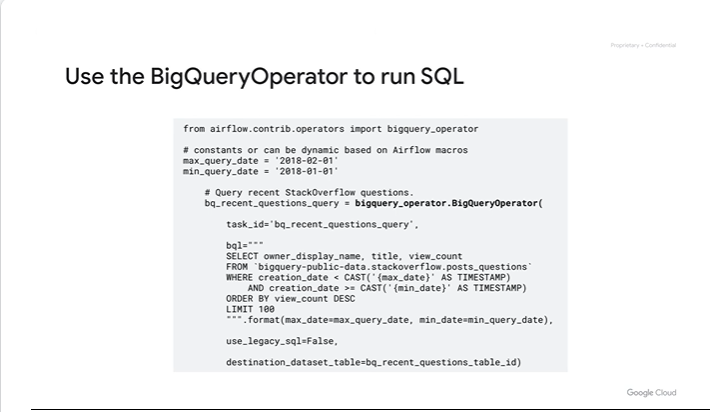 Proprietary + Confidential
Use the BigQueryOperator to run SQL
from airflow.contrib.operators import bigquery_operator
# constants or can be dynamic based on Airflow macros
max_query_date = '2018-02-01'
min_query_date = '2018-01-01'
# Query recent StackOverflow questions.
bq_recent_questions_query = bigquery_operator.BigQueryOperator(
task_id='bq_recent_questions_query',
bql="""
SELECT owner_display_name, title, view_count
FROM `bigquery-public-data.stackoverflow.posts_questions`
WHERE creation_date < CAST('{max_date}' AS TIMESTAMP)
AND creation_date >= CAST('{min_date}' AS TIMESTAMP)
ORDER BY view_count DESC
LIMIT 100
""".format(max_date=max_query_date, min_date=min_query_date),
use_legacy_sql=False,
destination_dataset_table=bq_recent_questions_table_id)
Google Cloud